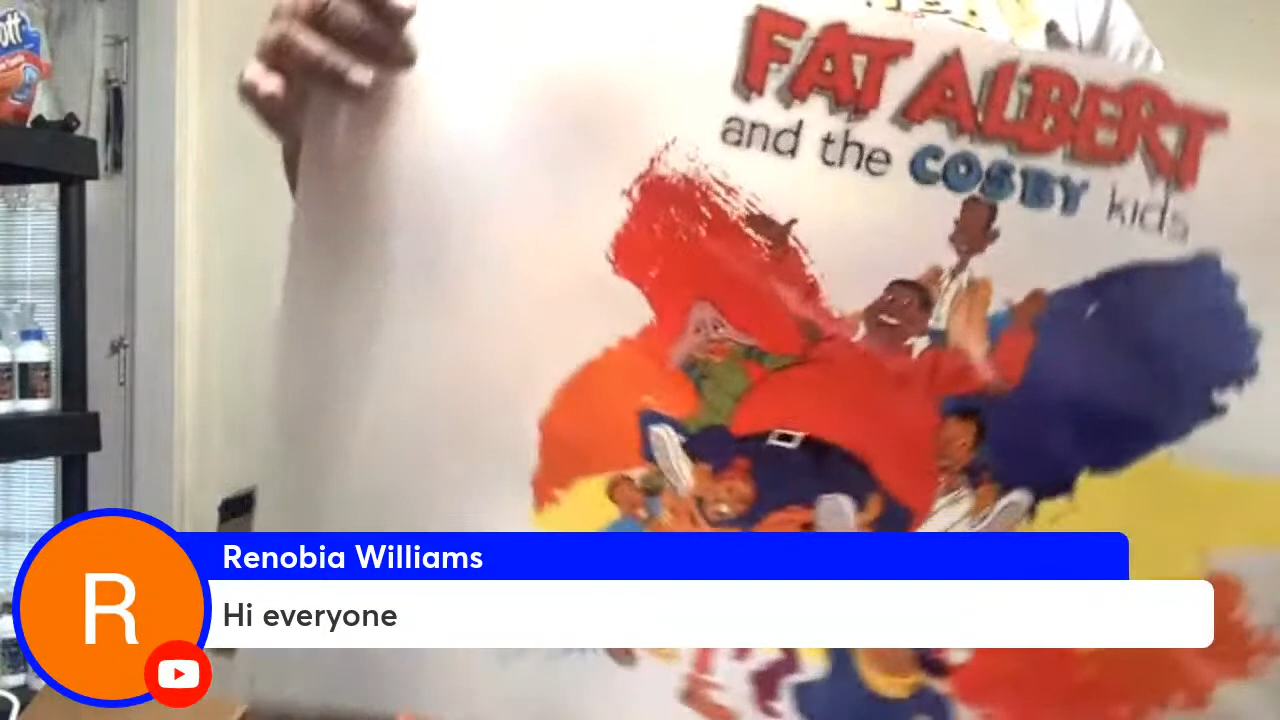 FAT ALBERT
and the COSBY kids
Renobia Williams
R
Hi everyone